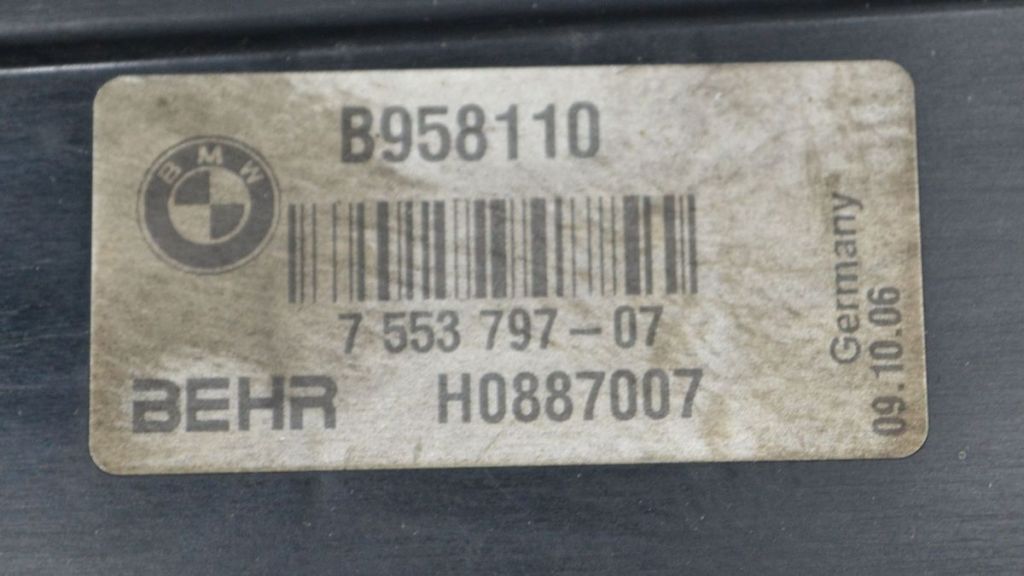 B958110
BMW
7 553 797-07
BEHR H0887007
Germany
09.10.06